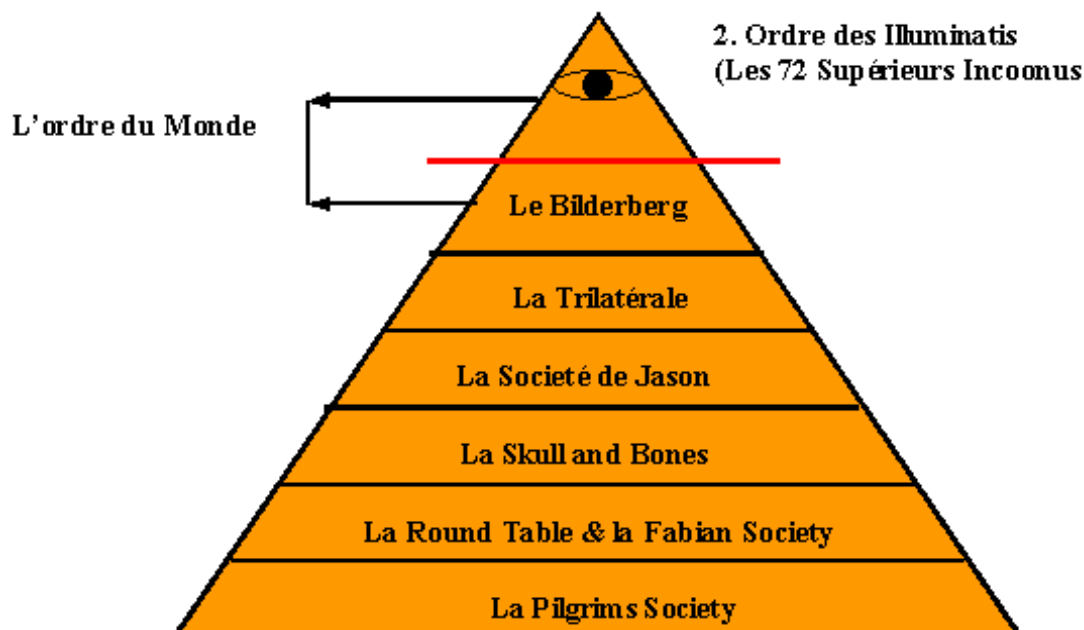 2. Ordre des Illuminatis
(Les 72 Supérieurs Incoonus
L'ordre du Monde
Le Bilderberg
La Trilatérale
La Societé de Jason
La Skull and Bones
La Round Table & la Fabian Society
La Pilgrims Society